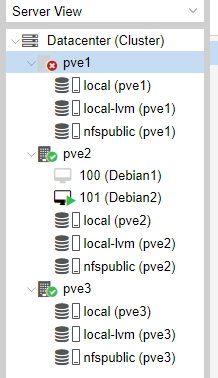 Server View
Datacenter (Cluster)
pve1
local (pve1)
local-lvm (pve1)
nfspublic (pve1)
pve2
100 (Debian1)
101 (Debian2)
local (pve2)
local-lvm (pve2)
nfspublic (pve2)
pve3
local (pve3)
local-lvm (pve3)
nfspublic (pve3)